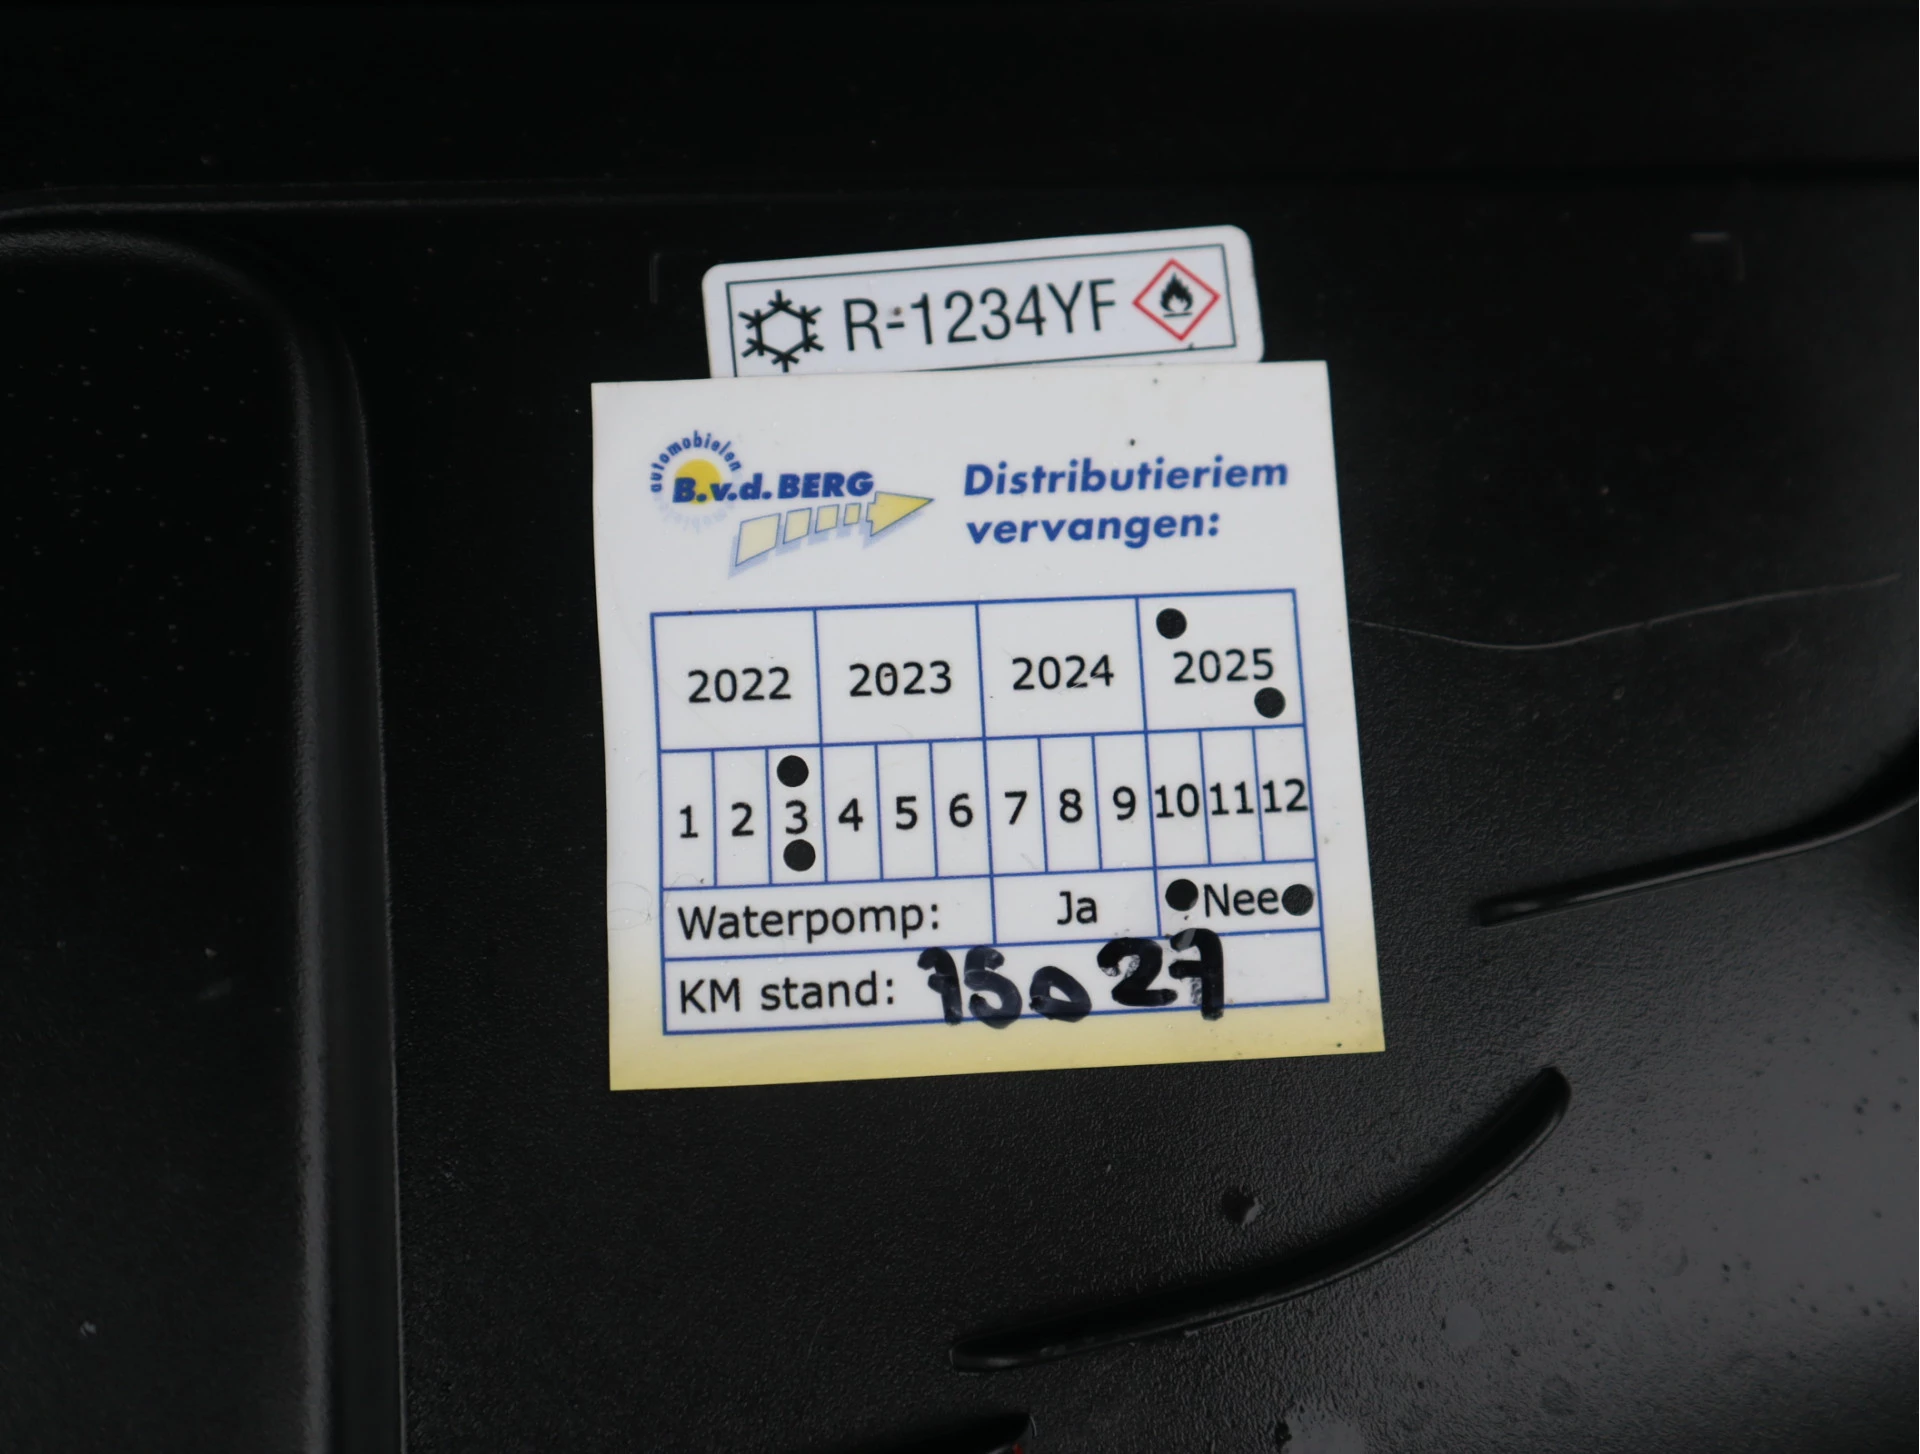 R-1234YF
automobielen
B.v.d. BERG
Distributieriem
vervangen:
2022 2023 2024 2025
1 2 3 4 5 6 7 8 9 10 11 12
Waterpomp: Ja Nee
KM stand: 75027